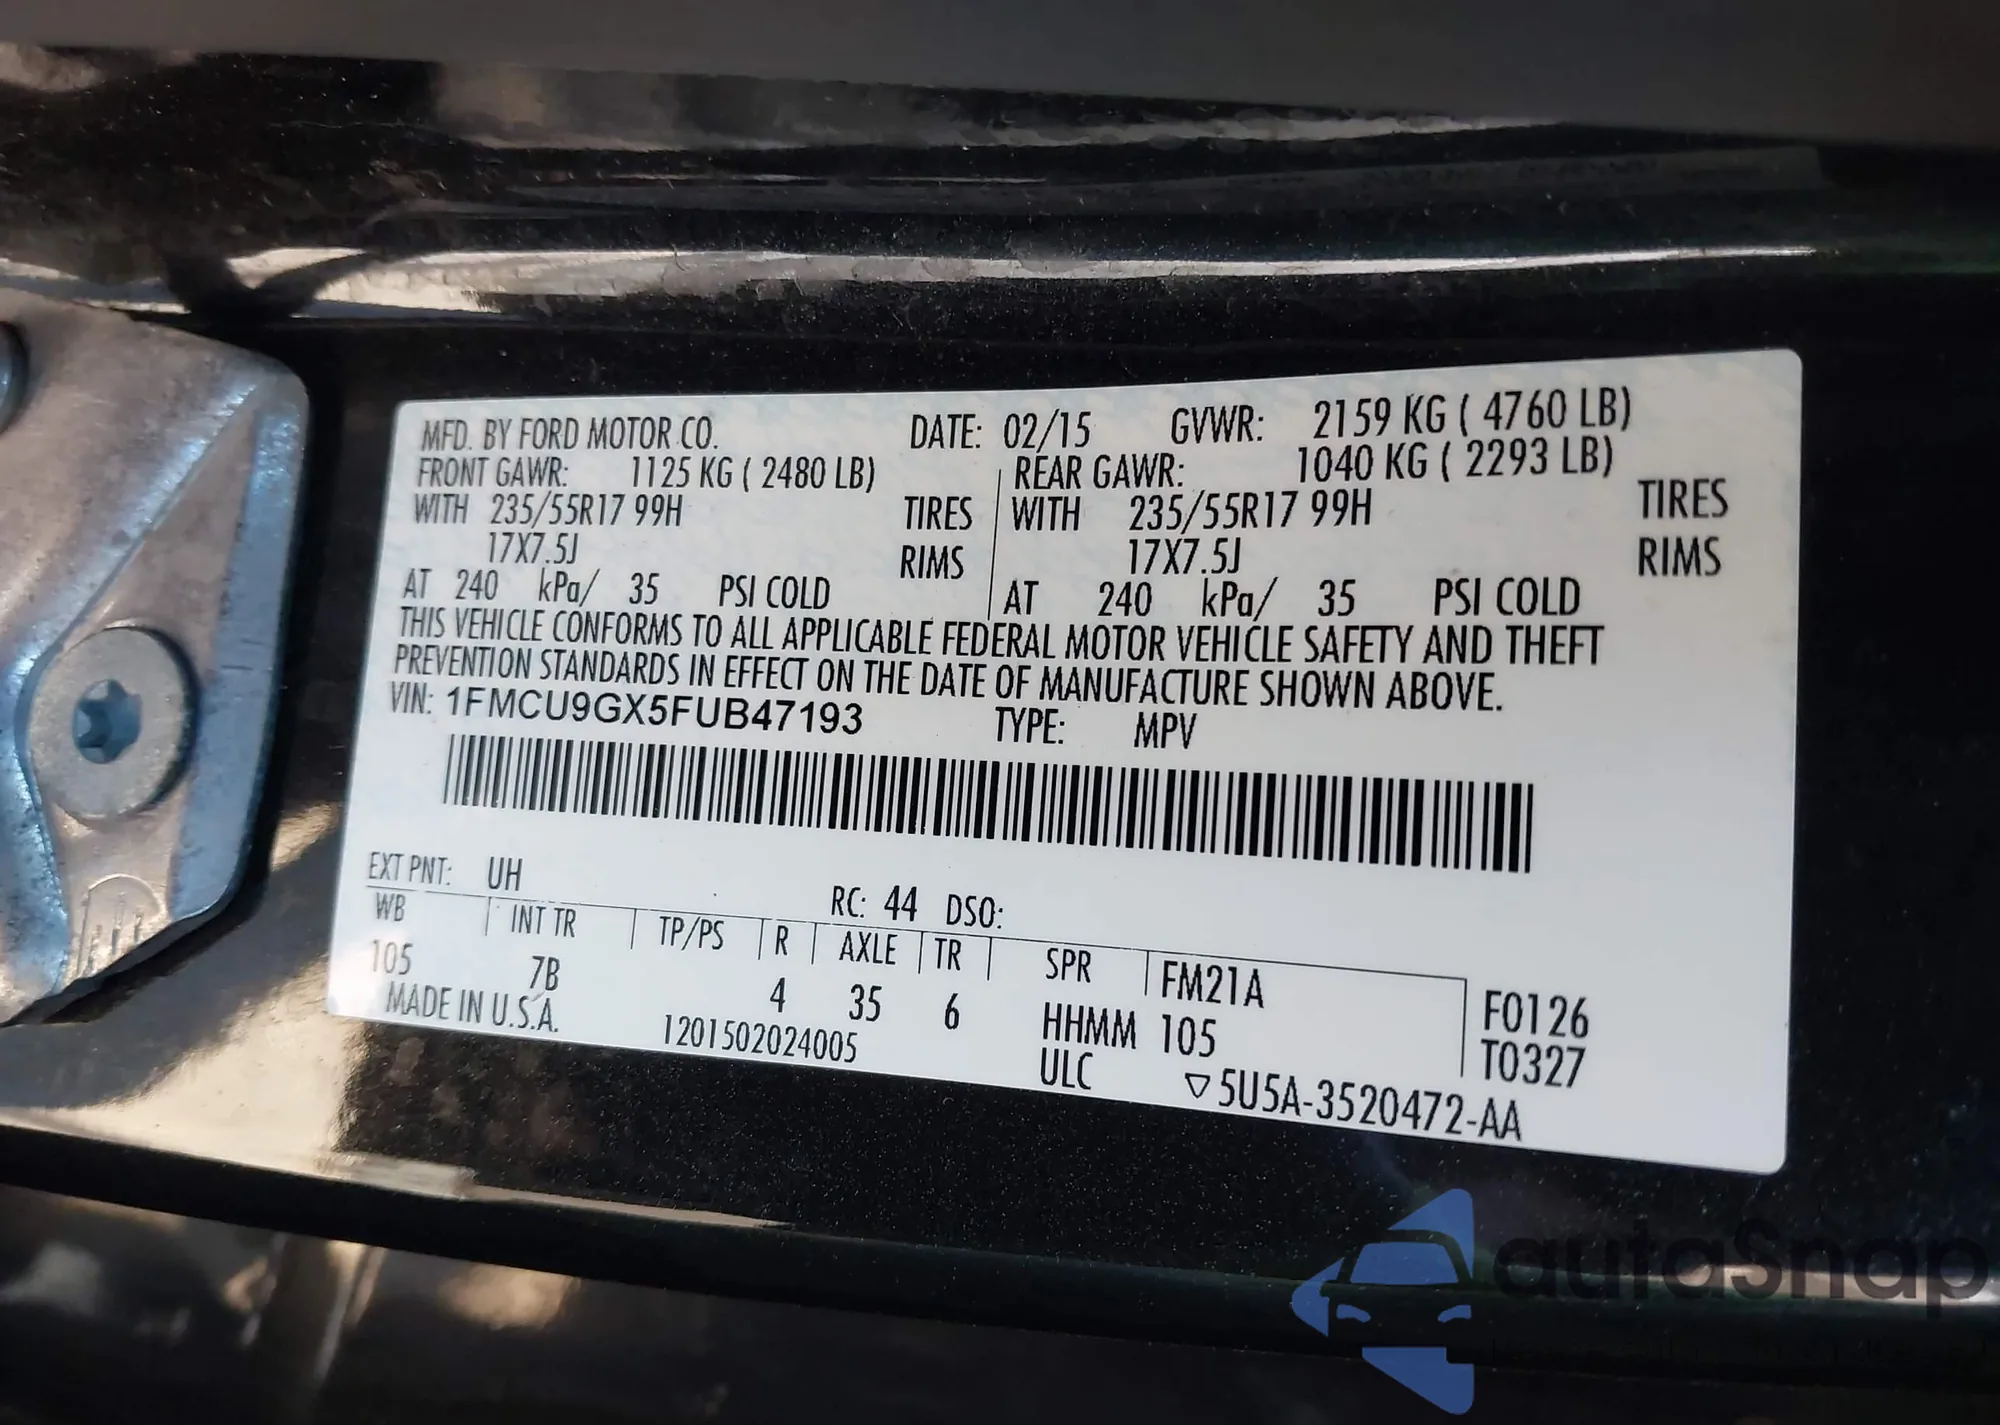 MFD. BY FORD MOTOR CO. DATE: 02/15 GVWR: 2159 KG ( 4760 LB)
FRONT GAWR: 1125 KG ( 2480 LB) REAR GAWR: 1040 KG ( 2293 LB)
WITH 235/55R17 99H TIRES WITH 235/55R17 99H TIRES
17X7.5J RIMS 17X7.5J RIMS
AT 240 kPa/ 35 PSI COLD AT 240 kPa/ 35 PSI COLD
THIS VEHICLE CONFORMS TO ALL APPLICABLE FEDERAL MOTOR VEHICLE SAFETY AND THEFT
PREVENTION STANDARDS IN EFFECT ON THE DATE OF MANUFACTURE SHOWN ABOVE.
VIN: 1FMCU9GX5FUB47193 TYPE: MPV
EXT PNT: UH RC: 44 DSO:
WB INT TR TP/PS R AXLE TR SPR FM21A
105 7B 4 35 6 HHMM 105 F0126
MADE IN U.S.A. 1201502024005 ULC T0327
▽5U5A-3520472-AA
autoSnap